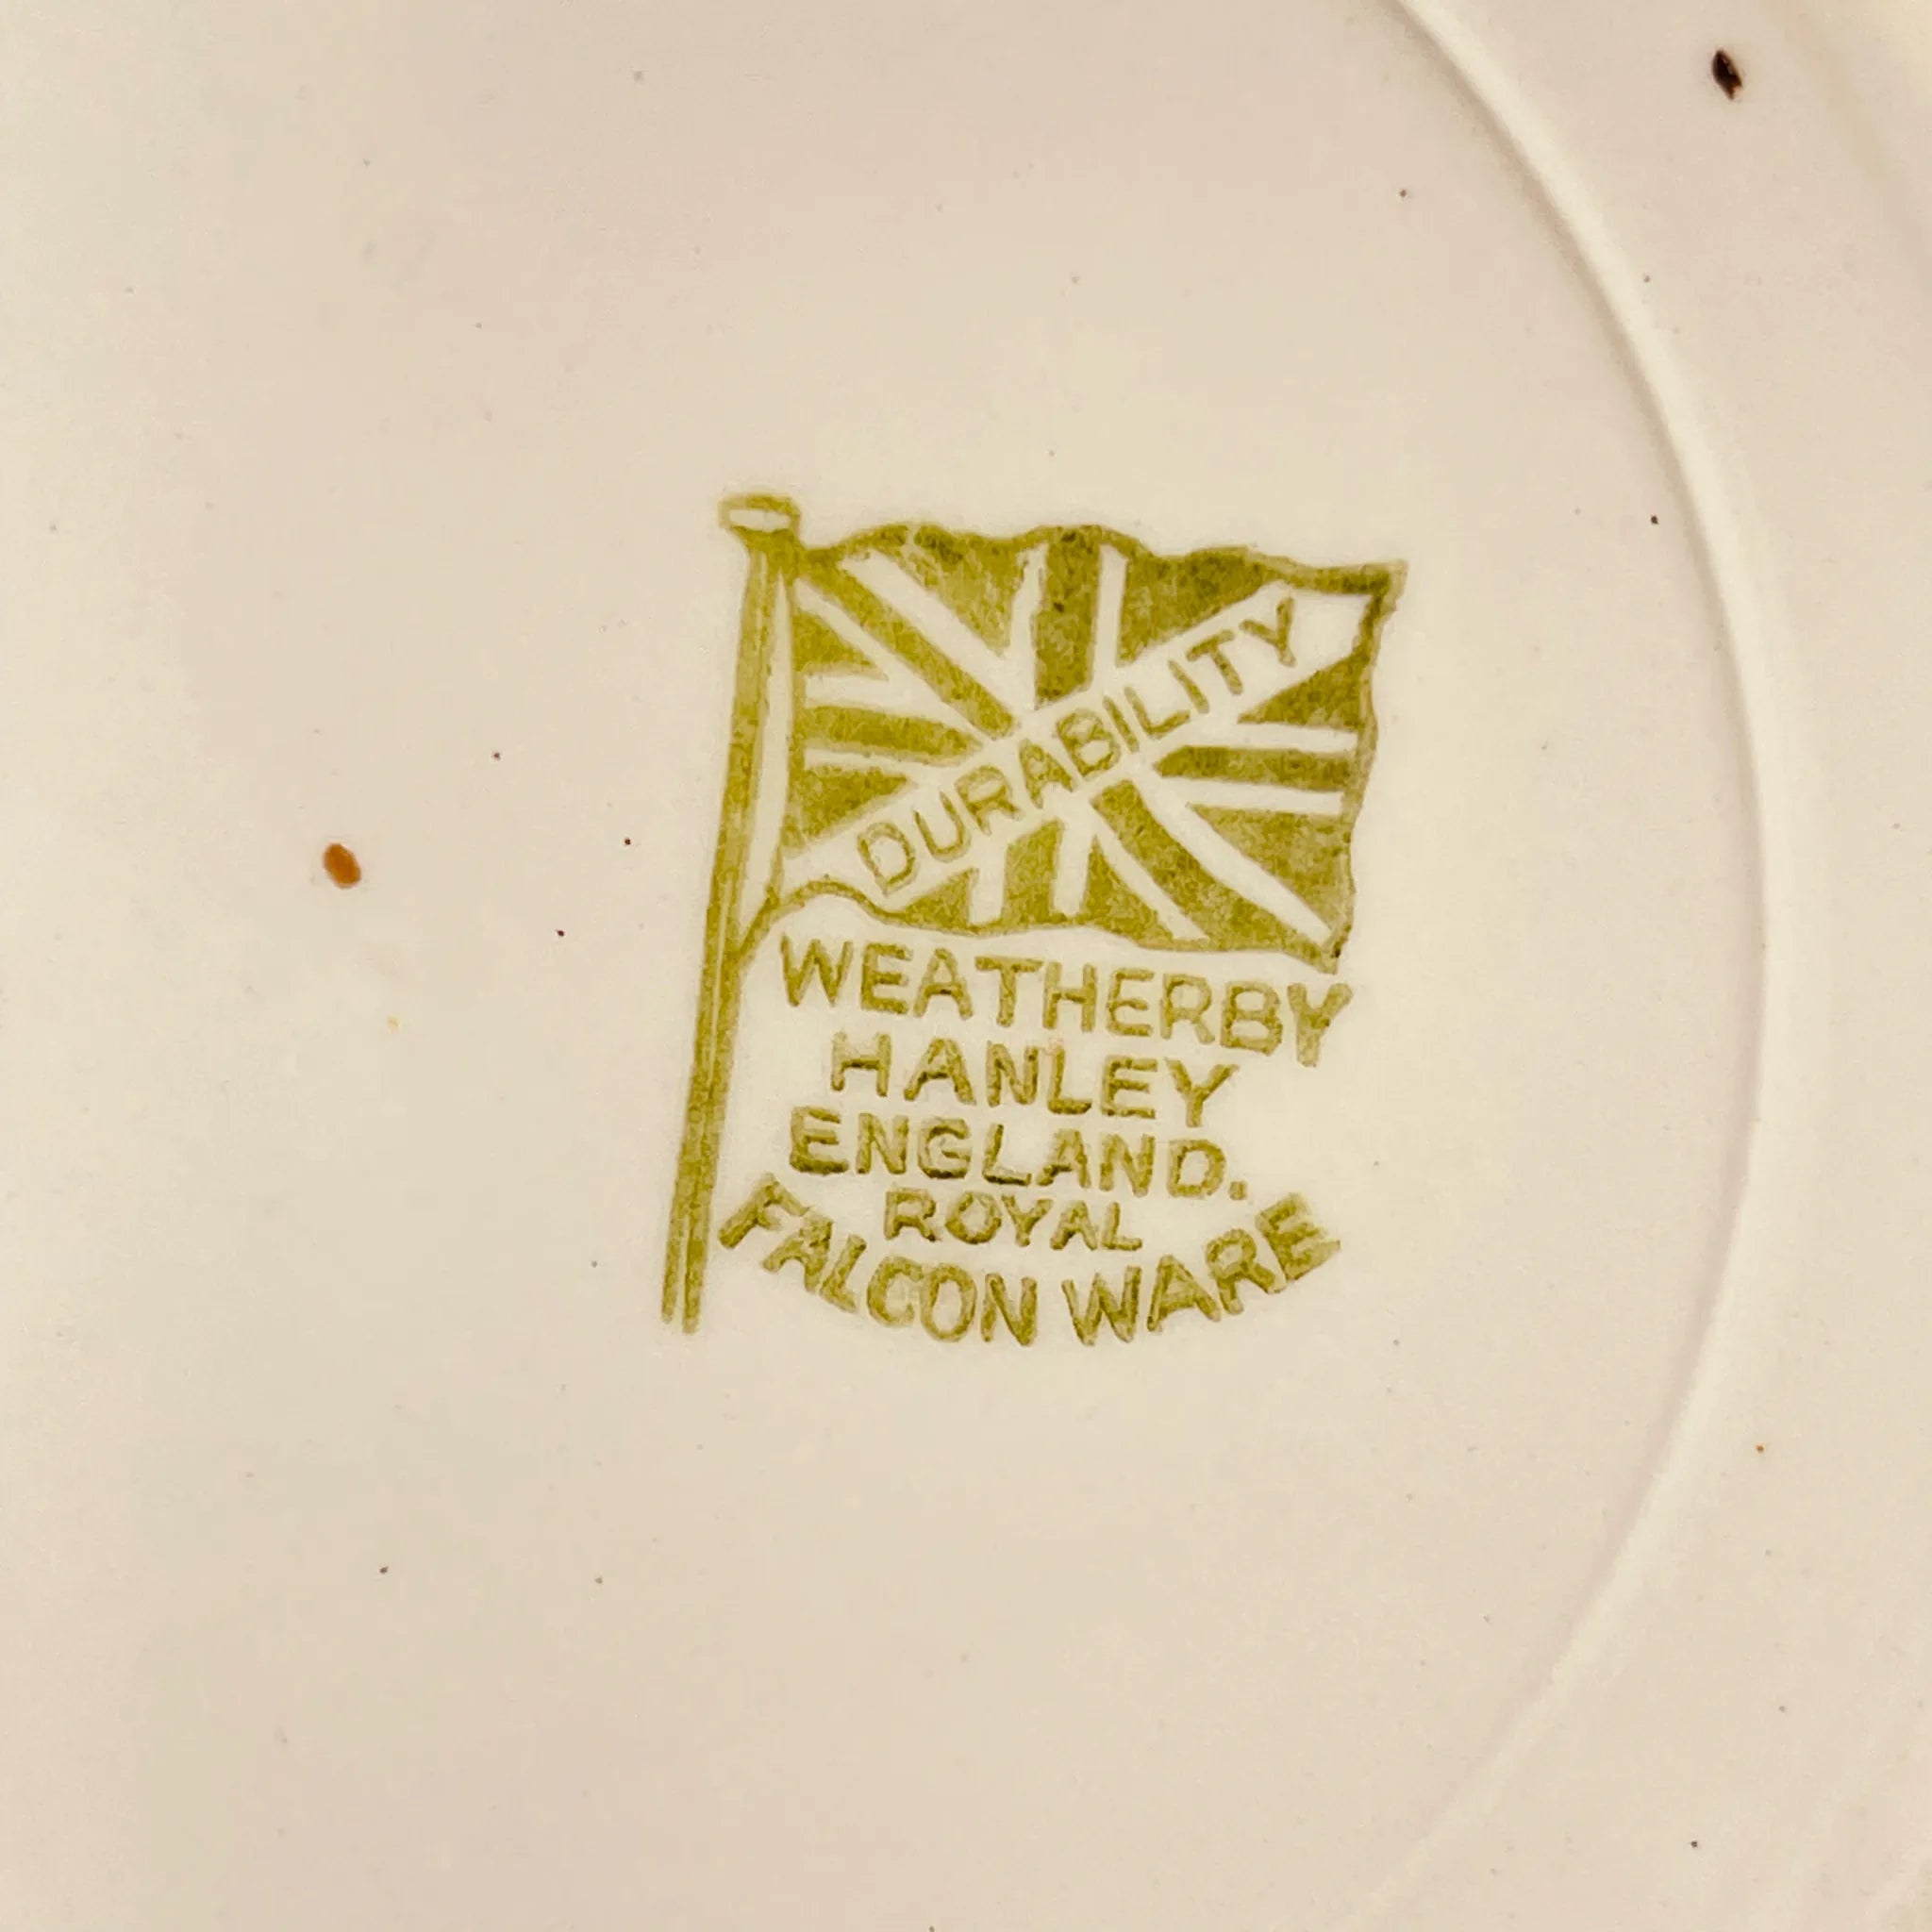 DURABILITY
WEATHERBY
HANLEY
ENGLAND.
ROYAL
FALCON WARE